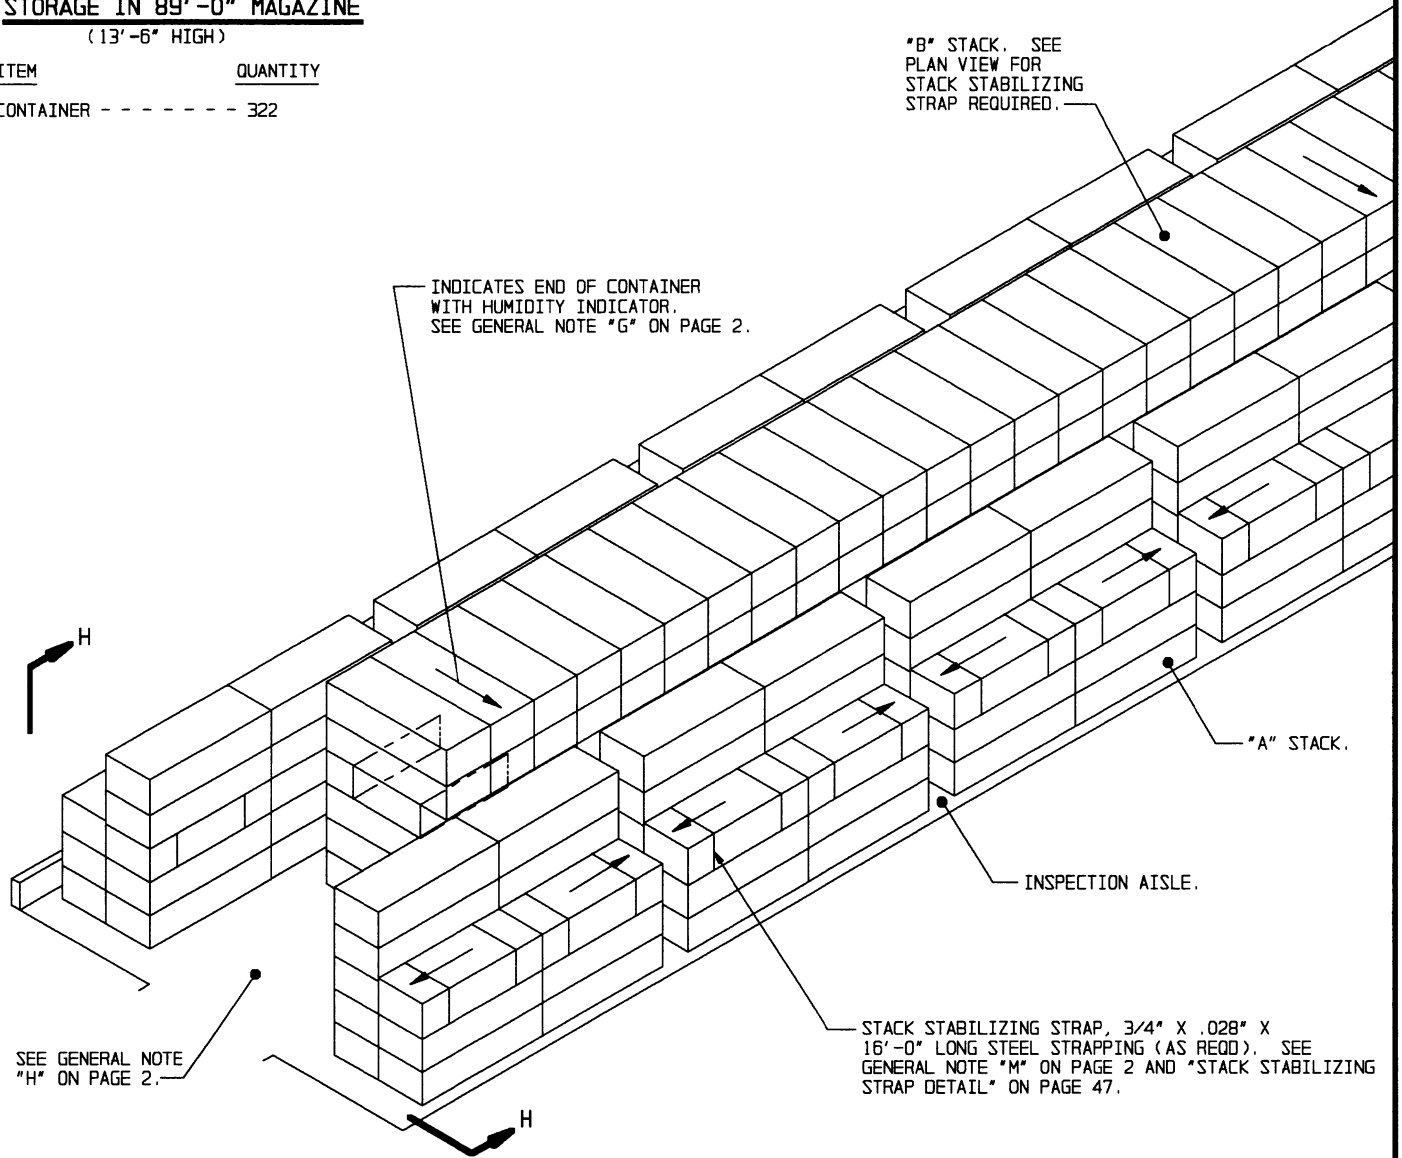 STORAGE IN 89'-0" MAGAZINE
(13'-6" HIGH)
ITEM QUANTITY
CONTAINER - - - - - - - 322
"B" STACK. SEE
PLAN VIEW FOR
STACK STABILIZING
STRAP REQUIRED.
INDICATES END OF CONTAINER
WITH HUMIDITY INDICATOR.
SEE GENERAL NOTE "G" ON PAGE 2.
H
"A" STACK.
INSPECTION AISLE.
SEE GENERAL NOTE
"H" ON PAGE 2.
STACK STABILIZING STRAP, 3/4" X .028" X
16'-0" LONG STEEL STRAPPING (AS REQD). SEE
GENERAL NOTE "M" ON PAGE 2 AND "STACK STABILIZING
STRAP DETAIL" ON PAGE 47.
H